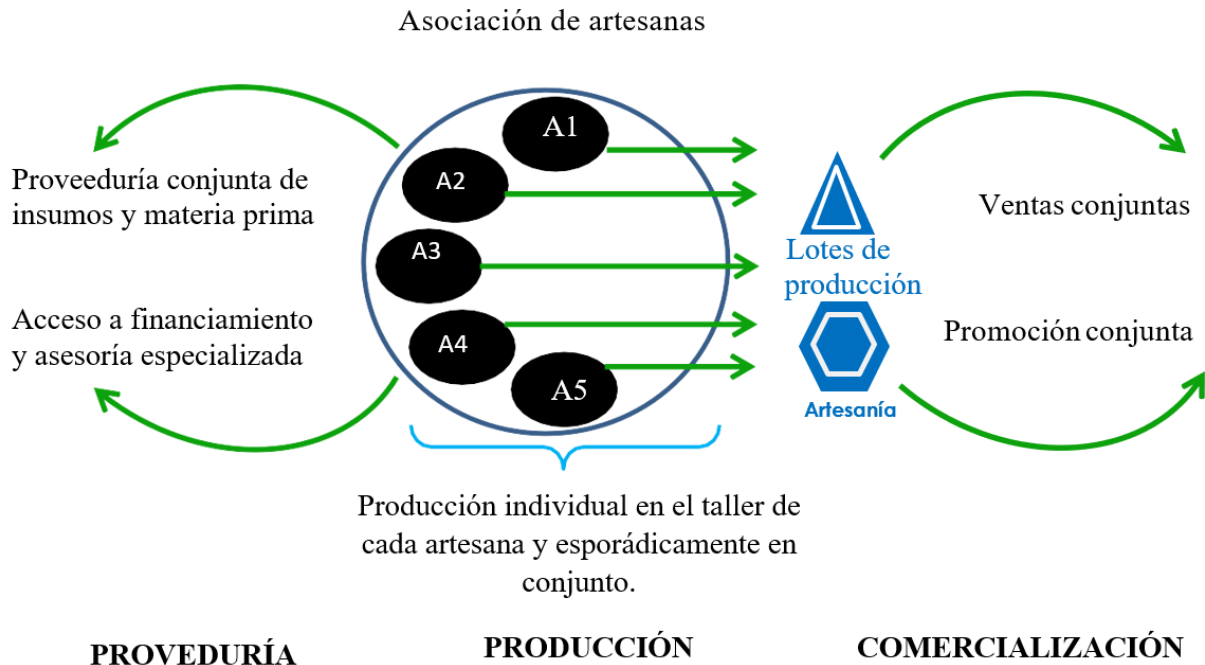 Asociación de artesanas
Proveeduría conjunta de
insumos y materia prima
Acceso a financiamiento
y asesoría especializada
A1
A2
A3
A4
A5
Lotes de
producción
Artesanía
Ventas conjuntas
Promoción conjunta
Producción individual en el taller de
cada artesana y esporádicamente en
conjunto.
PROVEDURÍA
PRODUCCIÓN
COMERCIALIZACIÓN